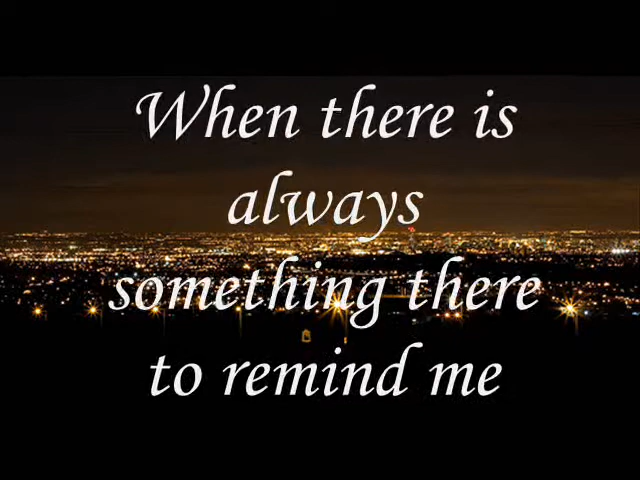 When there is
always
something there
to remind me